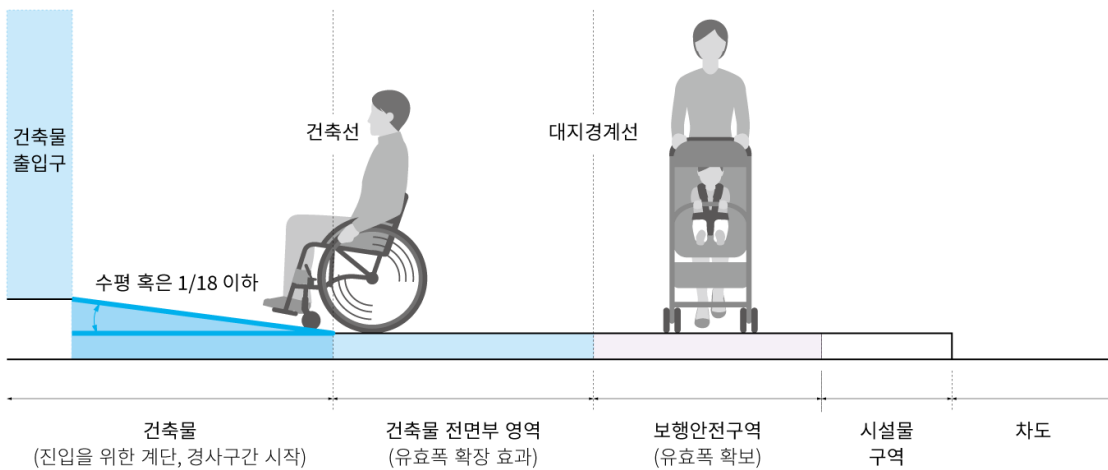 건축물
출입구
건축선
대지경계선
수평 혹은 1/18 이하
건축물
(진입을 위한 계단, 경사구간 시작)
건축물 전면부 영역
(유효폭 확장 효과)
보행안전구역
(유효폭 확보)
시설물
구역
차도